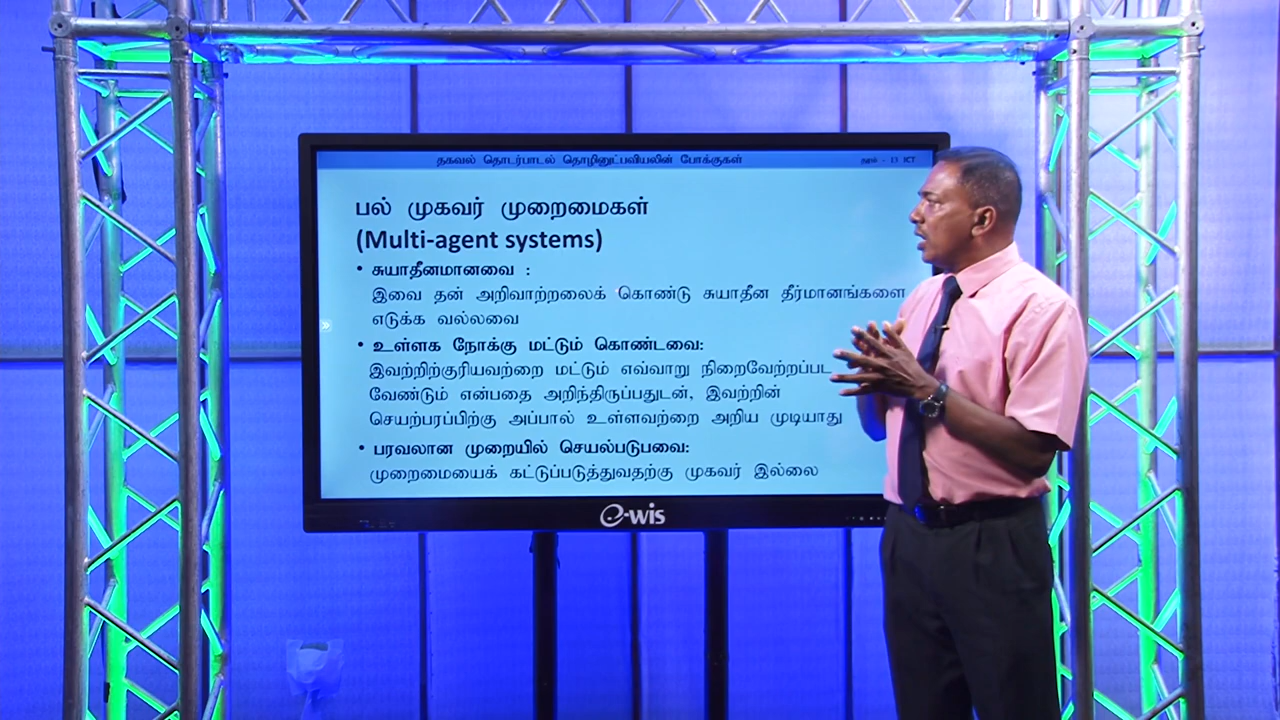 தகவல் தொடர்பாடல் தொழினுட்பவியலின் போக்குகள்
தரம் - 13 ICT
பல் முகவர் முறைமைகள்
(Multi-agent systems)
• சுயாதீனமானவை :
இவை தன் அறிவாற்றலைக் கொண்டு சுயாதீன தீர்மானங்களை
எடுக்க வல்லவை
• உள்ளக நோக்கு மட்டும் கொண்டவை:
இவற்றிற்குரியவற்றை மட்டும் எவ்வாறு நிறைவேற்றப்பட
வேண்டும் என்பதை அறிந்திருப்பதுடன், இவற்றின்
செயற்பரப்பிற்கு அப்பால் உள்ளவற்றை அறிய முடியாது
• பரவலான முறையில் செயல்படுபவை:
முறைமையைக் கட்டுப்படுத்துவதற்கு முகவர் இல்லை
e-wis